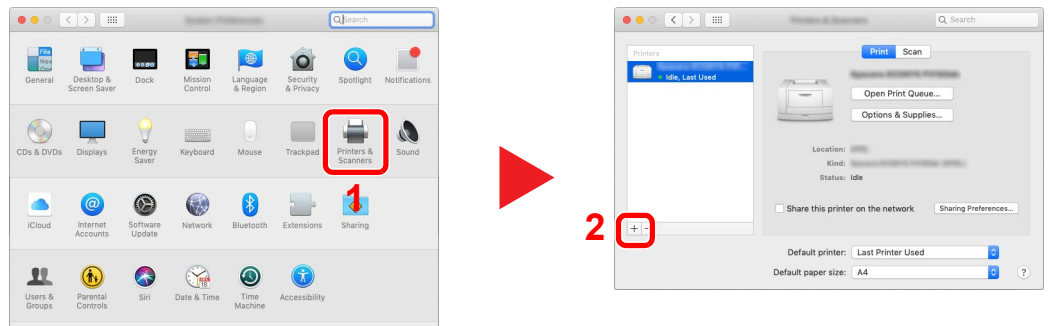 Search
General
Desktop &
Screen Saver
Dock
Mission
Control
Language
& Region
Security
& Privacy
Spotlight
Notifications
CDs & DVDs
Displays
Energy
Saver
Keyboard
Mouse
Trackpad
Printers &
Scanners
Sound
1
iCloud
Internet
Accounts
Software
Update
Network
Bluetooth
Extensions
Sharing
Users &
Groups
Parental
Controls
Siri
Date & Time
Time
Machine
Accessibility
Search
Printers
Idle, Last Used
Print Scan
Open Print Queue...
Options & Supplies...
Location:
Kind:
Status: Idle
Share this printer on the network Sharing Preferences...
2
+ -
Default printer: Last Printer Used
Default paper size: A4
?